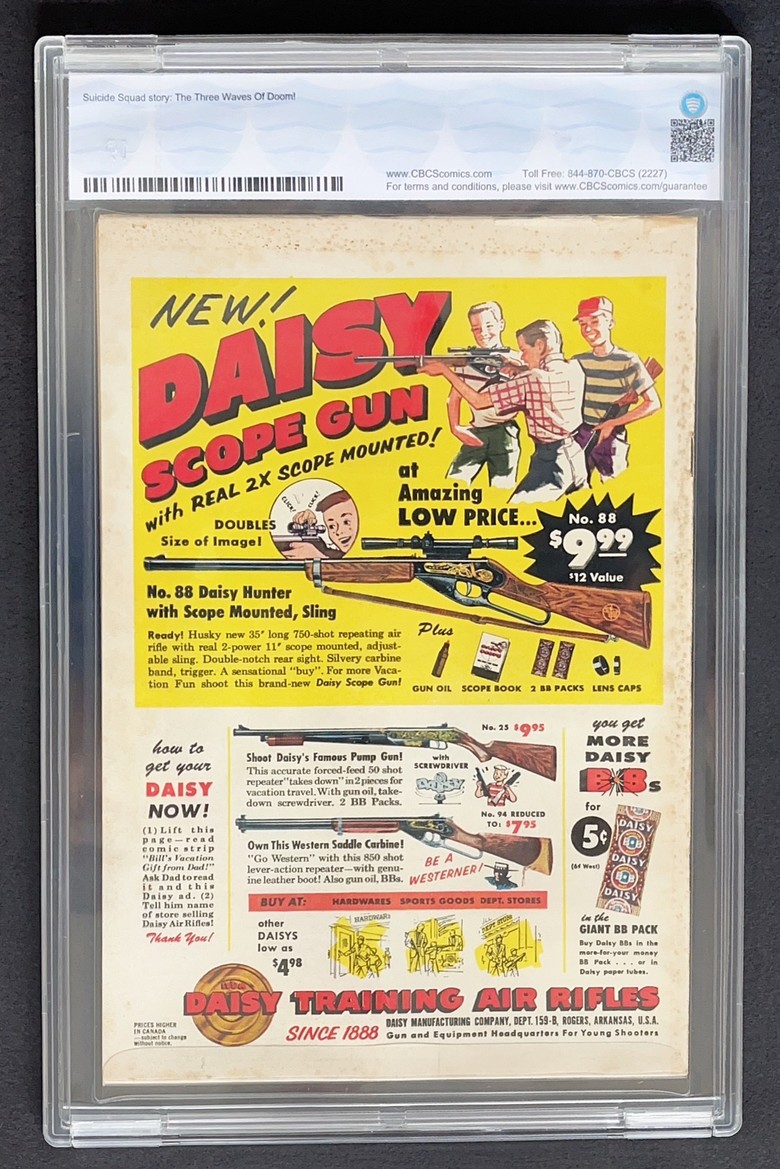 Suicide Squad story: The Three Waves Of Doom!
www.CBCScomics.com Toll Free: 844-870-CBCS (2227)
For terms and conditions, please visit www.CBCScomics.com/guarantee
NEW!
DAISY
SCOPE GUN
with REAL 2X SCOPE MOUNTED!
at
Amazing
LOW PRICE...
No. 88
$9.99
$12 Value
CLICK! CLICK!
DOUBLES
Size of Image!
No. 88 Daisy Hunter
with Scope Mounted, Sling
Ready! Husky new 35" long 750-shot repeating air
rifle with real 2-power 11" scope mounted, adjust-
able sling. Double-notch rear sight. Silvery carbine
band, trigger. A sensational "buy". For more Vaca-
tion Fun shoot this brand-new Daisy Scope Gun!
Plus
GUN OIL SCOPE BOOK 2 BB PACKS LENS CAPS
how to
get your
DAISY
NOW!
(1) Lift this
page—read
comic strip
"Bill's Vacation
Gift from Dad!"
Ask Dad to read
it and this
Daisy ad. (2)
Tell him name
of store selling
Daisy Air Rifles!
Thank You!
No. 25 $9.95
Shoot Daisy's Famous Pump Gun!
This accurate forced-feed 50 shot
repeater "takes down" in 2 pieces for
vacation travel. With gun oil, take-
down screwdriver. 2 BB Packs.
with
SCREWDRIVER
DAISY
No. 94 REDUCED
TO: $7.95
Own This Western Saddle Carbine!
"Go Western" with this 850 shot
lever-action repeater—with genu-
ine leather boot! Also gun oil, BBs.
BE A
WESTERNER!
BUY AT: HARDWARES SPORTS GOODS DEPT. STORES
other
DAISYS
low as
$4.98
HARDWARE
DEPT. STORE
you get
MORE
DAISY
BBs
for
5¢
(6¢ West)
DAISY
DAISY
DAISY
in the
GIANT BB PACK
Buy Daisy BBs in the
more-for-your money
BB Pack . . . or in
Daisy paper tubes.
DAISY TRAINING AIR RIFLES
SINCE 1888
DAISY MANUFACTURING COMPANY, DEPT. 159-B, ROGERS, ARKANSAS, U.S.A.
Gun and Equipment Headquarters For Young Shooters
PRICES HIGHER
IN CANADA
—subject to change
without notice.